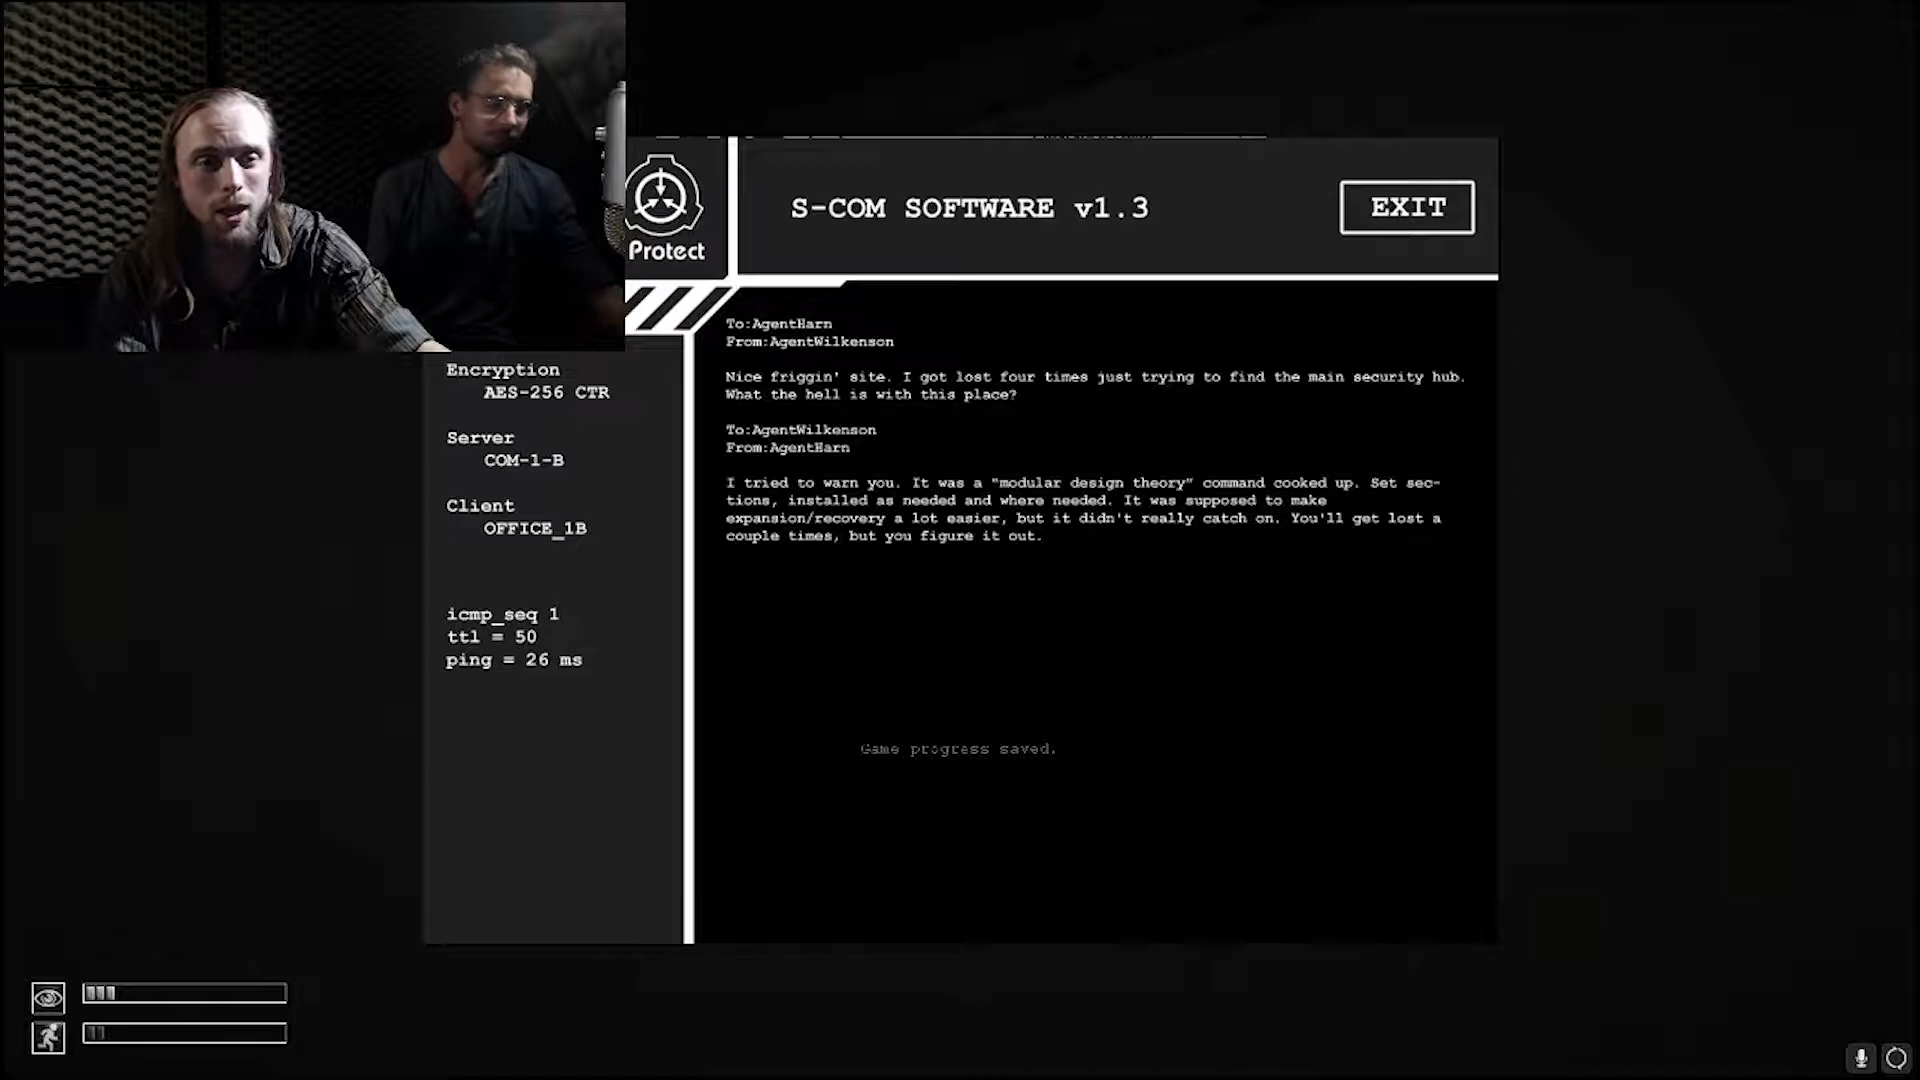 Protect
S-COM SOFTWARE v1.3
EXIT
Encryption
AES-256 CTR
Server
COM-1-B
Client
OFFICE_1B
icmp_seq 1
ttl = 50
ping = 26 ms
To:AgentHarn
From:AgentWilkenson
Nice friggin' site. I got lost four times just trying to find the main security hub.
What the hell is with this place?
To:AgentWilkenson
From:AgentHarn
I tried to warn you. It was a "modular design theory" command cooked up. Set sec-
tions, installed as needed and where needed. It was supposed to make
expansion/recovery a lot easier, but it didn't really catch on. You'll get lost a
couple times, but you figure it out.
Game progress saved.